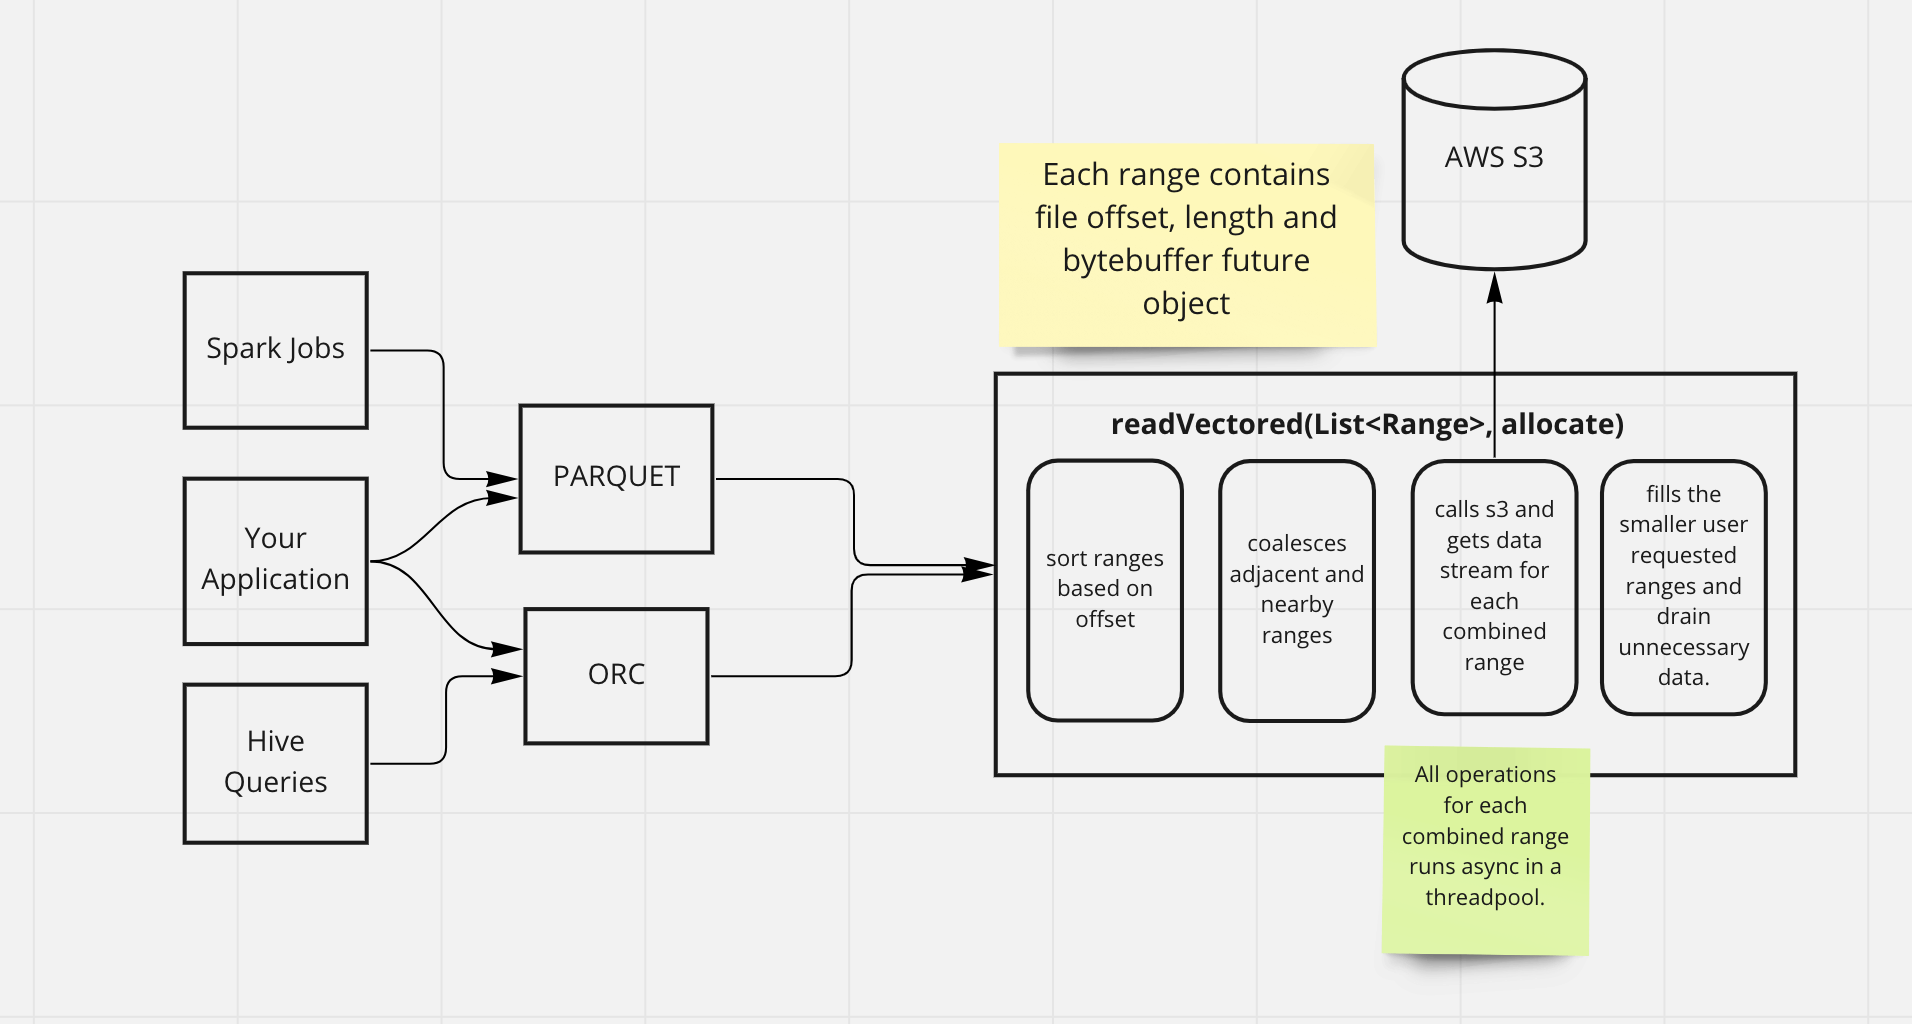 AWS S3
Each range contains
file offset, length and
bytebuffer future
object
Spark Jobs
Your
Application
Hive
Queries
PARQUET
ORC
readVectored(List<Range>, allocate)
sort ranges
based on
offset
coalesces
adjacent and
nearby
ranges
calls s3 and
gets data
stream for
each
combined
range
fills the
smaller user
requested
ranges and
drain
unnecessary
data.
All operations
for each
combined range
runs async in a
threadpool.